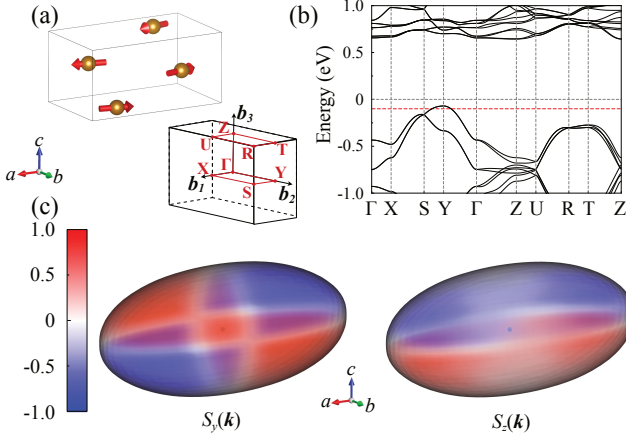 (a)
c
a
b
b3
Z
U
R
T
X
Γ
Y
b1
S
b2
(b)
Energy (eV)
1.0
0.5
0
-0.5
-1.0
Γ X S Y Γ Z U R T Z
(c)
1.0
0.5
0
-0.5
-1.0
Sy(k)
c
a
b
Sz(k)